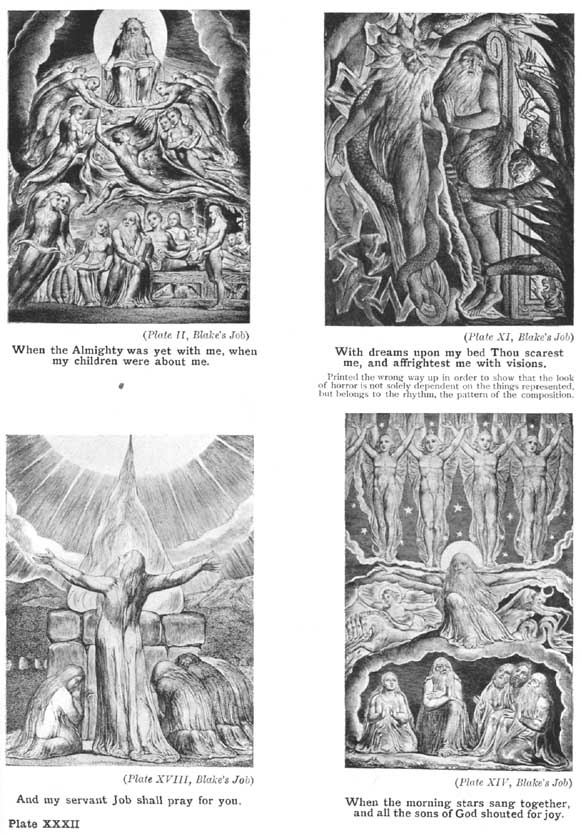 (Plate II, Blake's Job)
When the Almighty was yet with me, when
my children were about me.
(Plate XI, Blake's Job)
With dreams upon my bed Thou scarest
me, and affrightest me with visions.
Printed the wrong way up in order to show that the look
of horror is not solely dependent on the things represented,
but belongs to the rhythm, the pattern of the composition.
(Plate XVIII, Blake's Job)
And my servant Job shall pray for you.
(Plate XIV, Blake's Job)
When the morning stars sang together,
and all the sons of God shouted for joy.
Plate XXXII